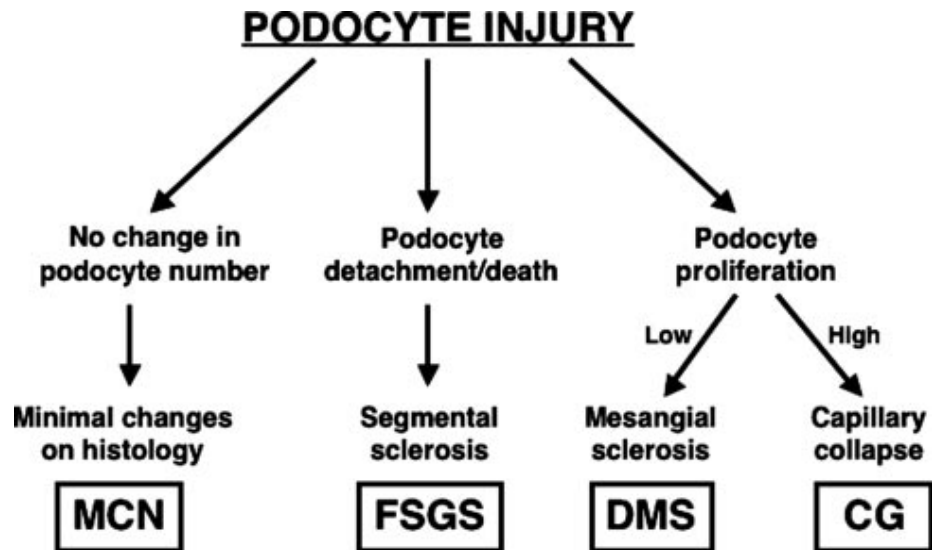 PODOCYTE INJURY
No change in
podocyte number
Podocyte
detachment/death
Podocyte
proliferation
Low
High
Minimal changes
on histology
Segmental
sclerosis
Mesangial
sclerosis
Capillary
collapse
MCN
FSGS
DMS
CG